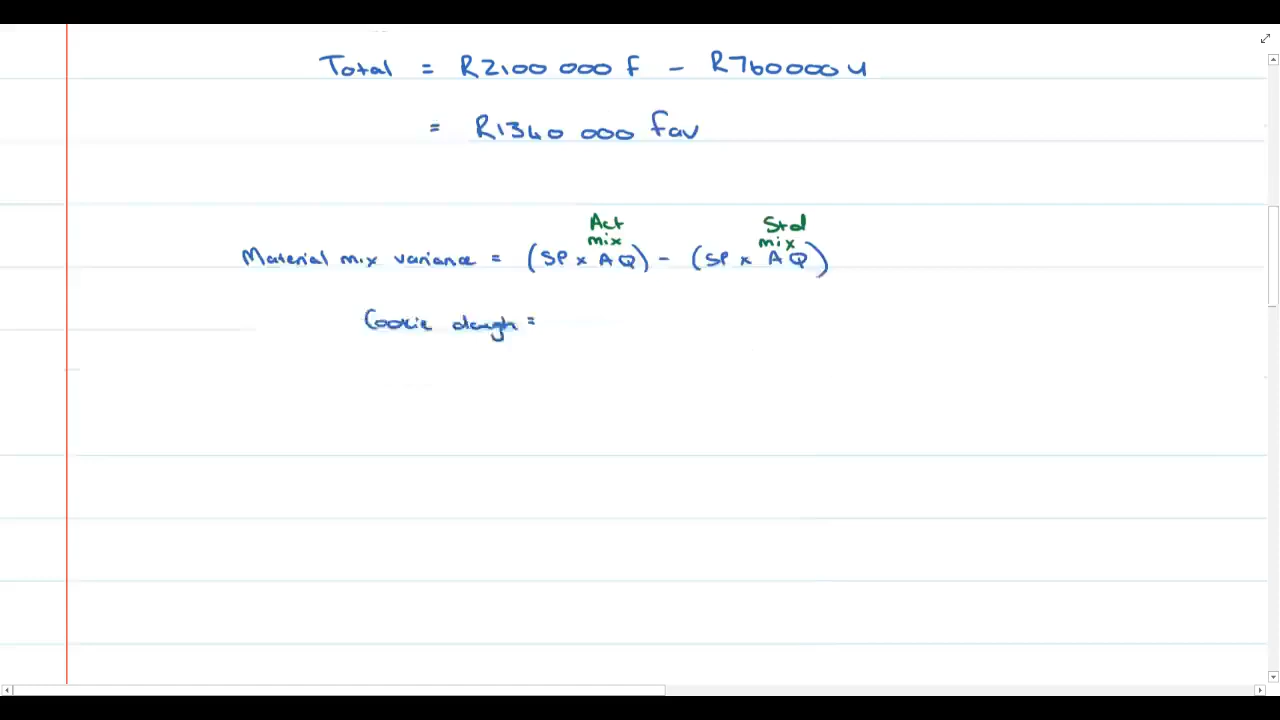 Total = R2100 000 F - R760000 U
= R1340 000 fav
Act mix Std mix
Material mix variance = (SP x AQ) - (SP x AQ)
Cookie dough =